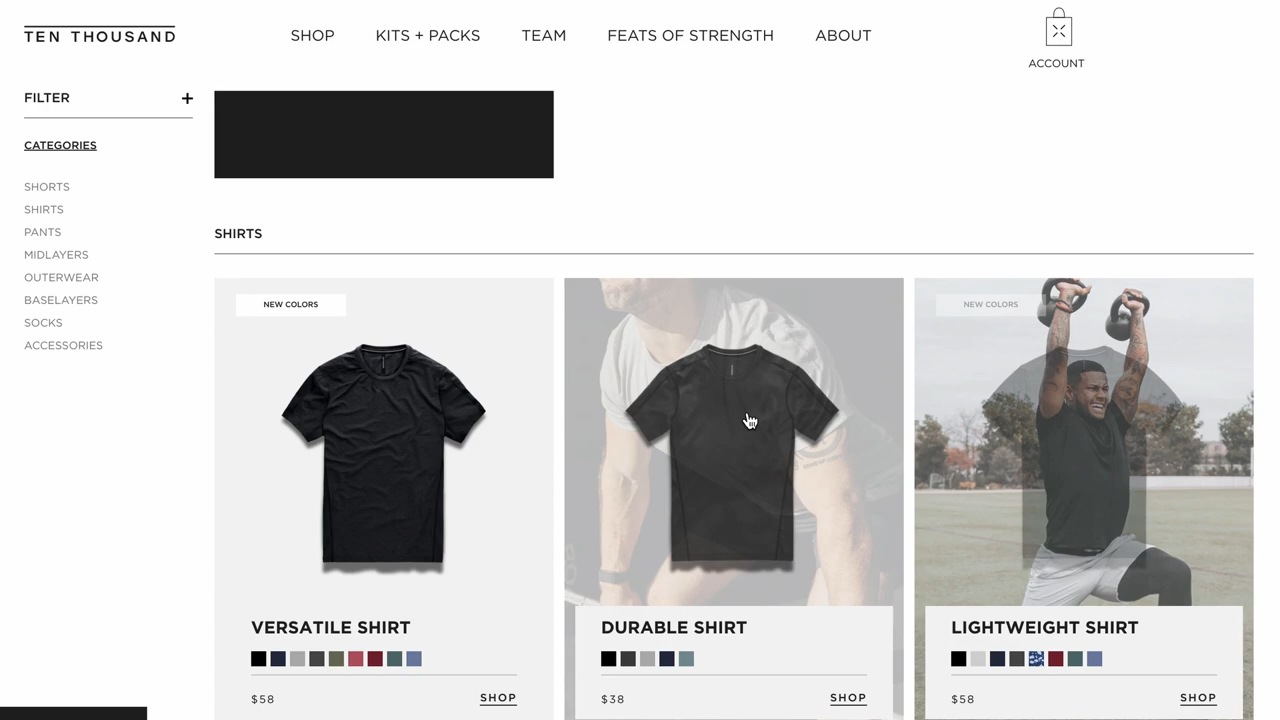 TEN THOUSAND
SHOP
KITS + PACKS
TEAM
FEATS OF STRENGTH
ABOUT
ACCOUNT
FILTER +
CATEGORIES
SHORTS
SHIRTS
PANTS
MIDLAYERS
OUTERWEAR
BASELAYERS
SOCKS
ACCESSORIES
SHIRTS
NEW COLORS
VERSATILE SHIRT
$58
SHOP
DURABLE SHIRT
$38
SHOP
NEW COLORS
LIGHTWEIGHT SHIRT
$58
SHOP